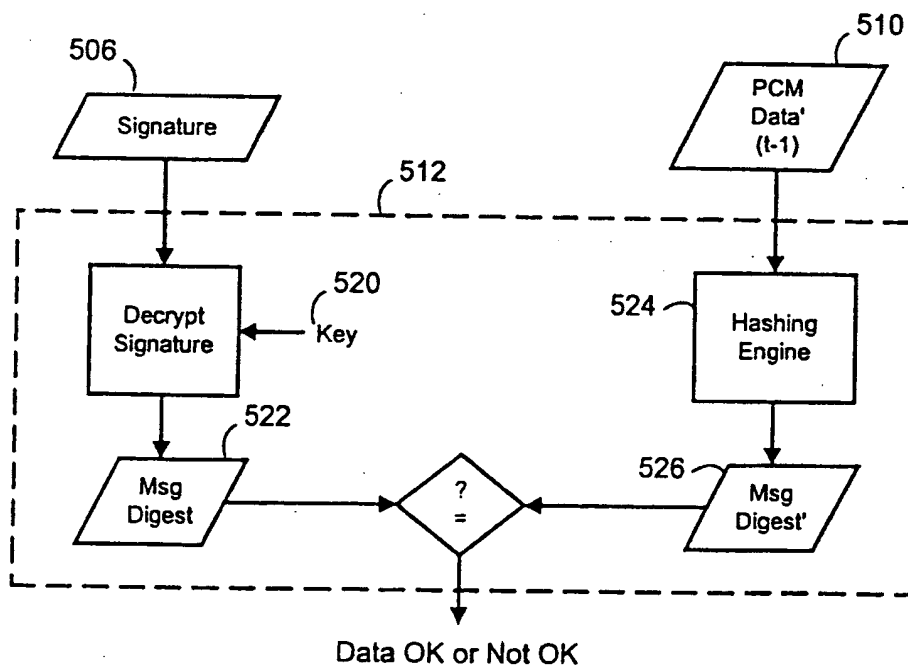 506
Signature
510
PCM
Data'
(t-1)
512
Decrypt
Signature
520
Key
524
Hashing
Engine
522
Msg
Digest
?
=
526
Msg
Digest'
Data OK or Not OK